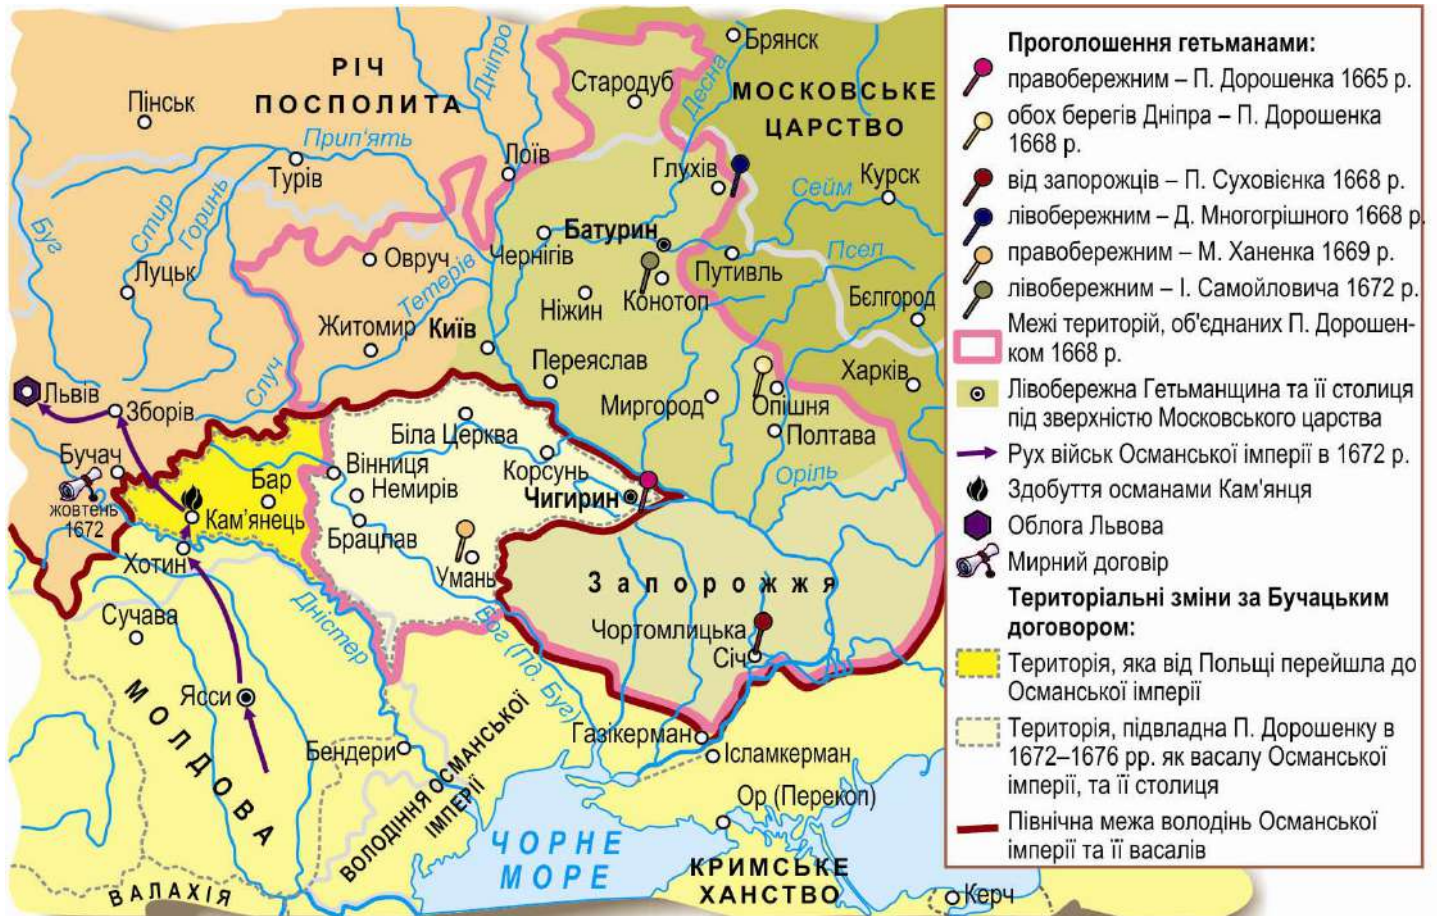 РІЧ
ПОСПОЛИТА
Дніпро
Брянск
Стародуб
Десна
МОСКОВСЬКЕ
ЦАРСТВО
Пінськ
Прип'ять
Турів
Лоїв
Глухів
Сейм
Курск
Буг
Стир
Горинь
Луцьк
Овруч
Чернігів
Батурин
Путивль
Псел
Тетерів
Ніжин
Конотоп
Бєлгород
Житомир
Київ
Переяслав
Случ
Миргород
Опішня
Харків
Львів
Зборів
Полтава
Біла Церква
Бучач
Вінниця
Корсунь
Оріль
Бар
Немирів
Чигирин
жовтень
1672
Кам'янець
Брацлав
Хотин
Умань
Запорожжя
Сучава
Дністер
Бог (Пд. Буг)
Чортомлицька
Січ
Ясси
МОЛДОВА
Бендери
Газікерман
Ісламкерман
ВОЛОДІННЯ ОСМАНСЬКОЇ
ІМПЕРІЇ
Ор (Перекоп)
ЧОРНЕ
МОРЕ
КРИМСЬКЕ
ХАНСТВО
ВАЛАХІЯ
Керч
Проголошення гетьманами:
правобережним – П. Дорошенка 1665 р.
обох берегів Дніпра – П. Дорошенка
1668 р.
від запорожців – П. Суховієнка 1668 р.
лівобережним – Д. Многогрішного 1668 р.
правобережним – М. Ханенка 1669 р.
лівобережним – І. Самойловича 1672 р.
Межі територій, об'єднаних П. Дорошен-
ком 1668 р.
Лівобережна Гетьманщина та її столиця
під зверхністю Московського царства
Рух військ Османської імперії в 1672 р.
Здобуття османами Кам'янця
Облога Львова
Мирний договір
Територіальні зміни за Бучацьким
договором:
Територія, яка від Польщі перейшла до
Османської імперії
Територія, підвладна П. Дорошенку в
1672–1676 рр. як васалу Османської
імперії, та її столиця
Північна межа володінь Османської
імперії та її васалів